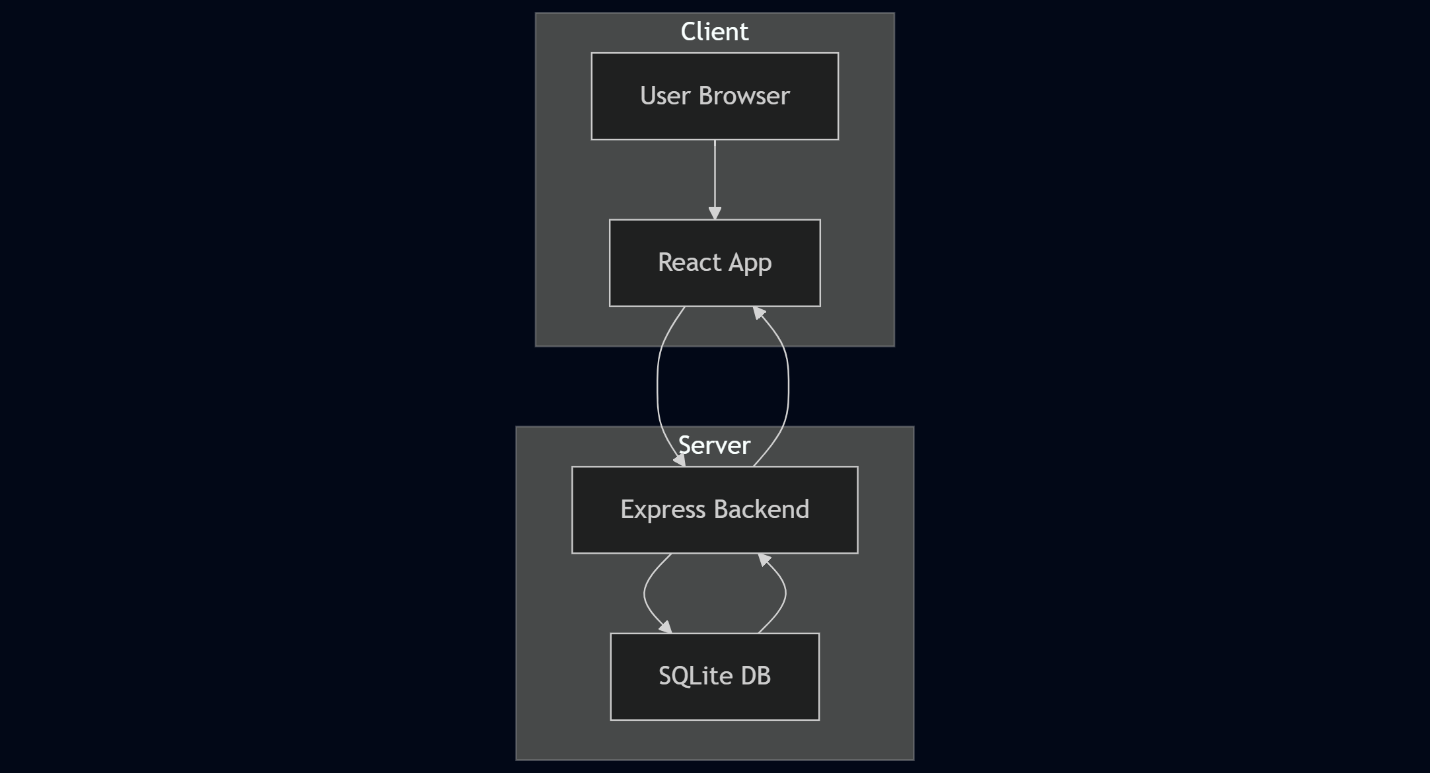 Client
User Browser
React App
Server
Express Backend
SQLite DB